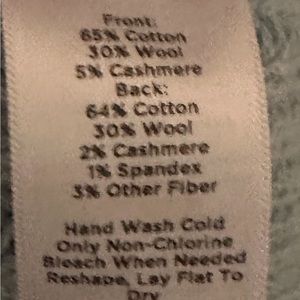 Front:
65% Cotton
30% Wool
5% Cashmere
Back:
64% Cotton
30% Wool
2% Cashmere
1% Spandex
3% Other Fiber
Hand Wash Cold
Only Non-Chlorine
Bleach When Needed
Reshape, Lay Flat To
Dry